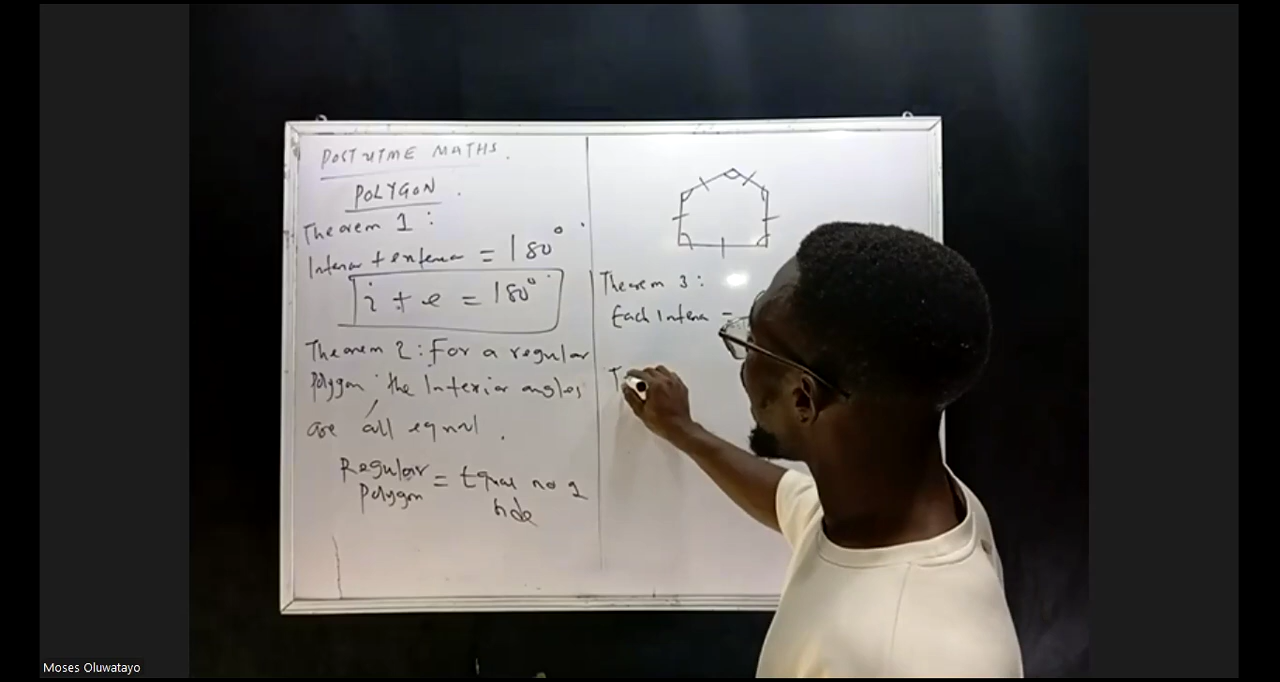 POST UTME MATHS.
POLYGON.
Theorem 1:
Interior + exterior = 180°.
i + e = 180°.
Theorem 2: For a regular
polygon, the Interior angles
are all equal.
Regular polygon = Equal no of side
Theorem 3:
Each Interior =
T
Moses Oluwatayo